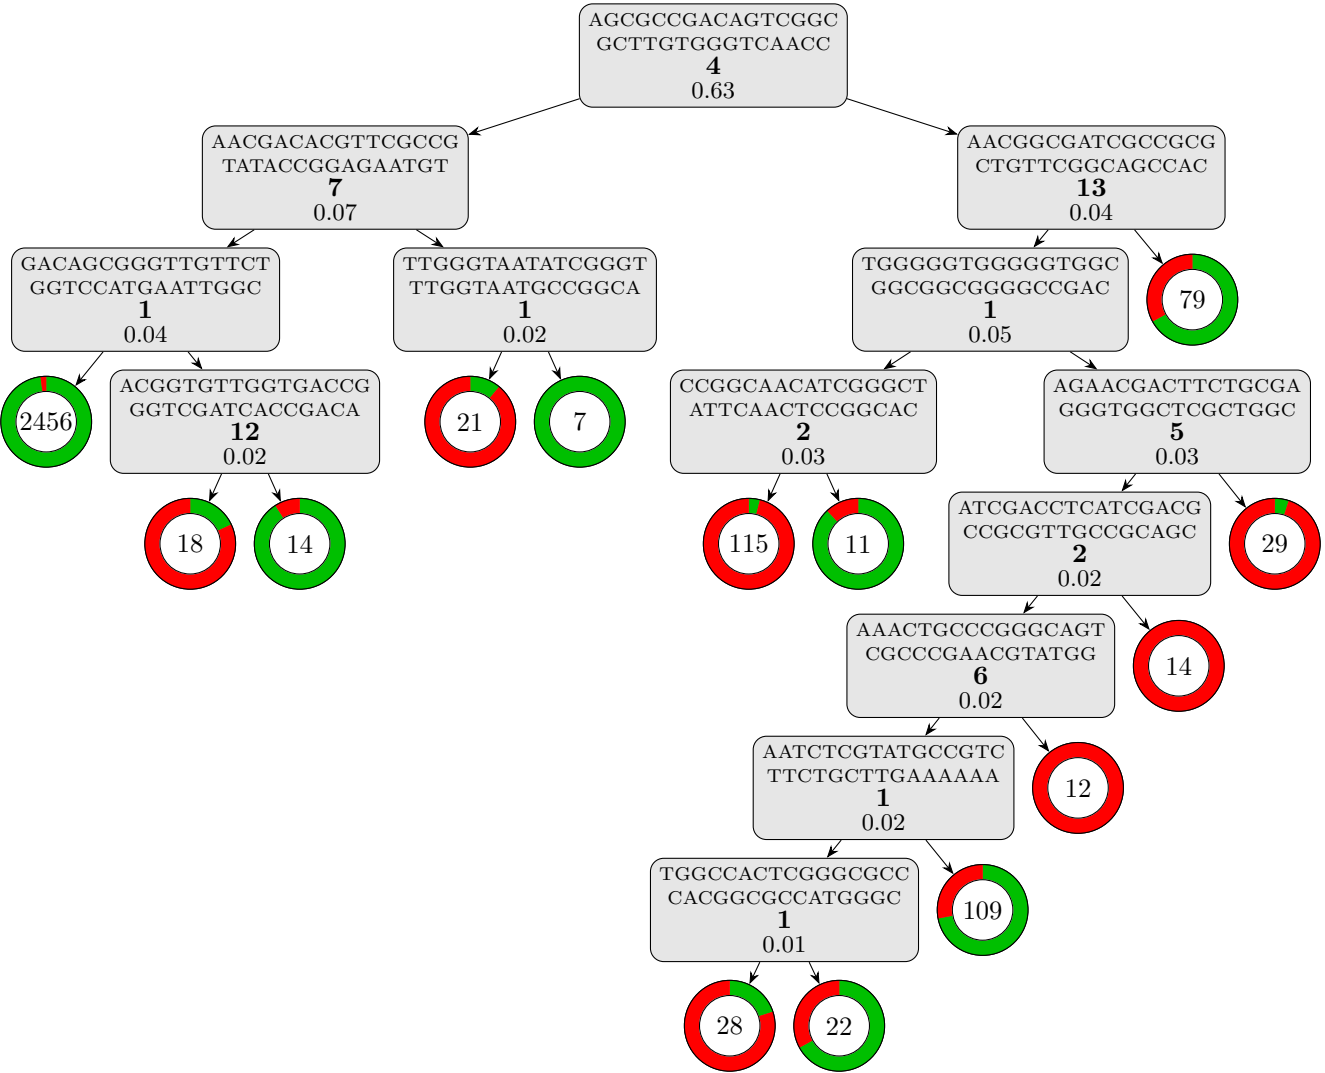 AGCGCCGACAGTCGGC
GCTTGTGGGTCAACC
4
0.63
AACGACACGTTCGCCG
TATACCGGAGAATGT
7
0.07
AACGGCGATCGCCGCG
CTGTTCGGCAGCCAC
13
0.04
GACAGCGGGTTGTTCT
GGTCCATGAATTGGC
1
0.04
TTGGGTAATATCGGGT
TTGGTAATGCCGGCA
1
0.02
TGGGGGTGGGGGTGGC
GGCGGCGGGGCCGAC
1
0.05
79
2456
ACGGTGTTGGTGACCG
GGTCGATCACCGACA
12
0.02
21
7
CCGGCAACATCGGGCT
ATTCAACTCCGGCAC
2
0.03
AGAACGACTTCTGCGA
GGGTGGCTCGCTGGC
5
0.03
18
14
115
11
ATCGACCTCATCGACG
CCGCGTTGCCGCAGC
2
0.02
29
AAACTGCCCGGGCAGT
CGCCCGAACGTATGG
6
0.02
14
AATCTCGTATGCCGTC
TTCTGCTTGAAAAAA
1
0.02
12
TGGCCACTCGGGCGCC
CACGGCGCCATGGGC
1
0.01
109
28
22